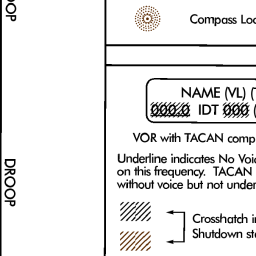 DROOP
Compass Loc
NAME (VL) (T
000.0 IDT 000 (
VOR with TACAN comp
Underline indicates No Voi
on this frequency. TACAN
without voice but not under
Crosshatch i
Shutdown st
DROOP